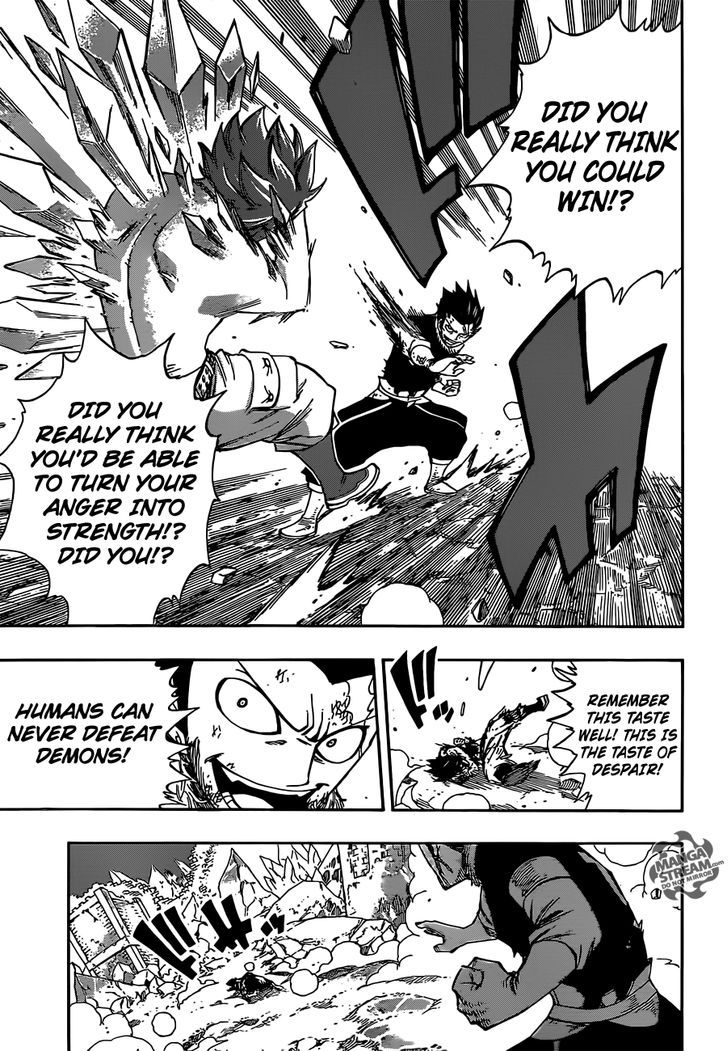 DID YOU
REALLY THINK
YOU COULD
WIN!?
DID YOU
REALLY THINK
YOU'D BE ABLE
TO TURN YOUR
ANGER INTO
STRENGTH!?
DID YOU!?
REMEMBER
THIS TASTE
WELL! THIS IS
THE TASTE OF
DESPAIR!
HUMANS CAN
NEVER DEFEAT
DEMONS!
MANGA
STREAM.COM
DO NOT MIRROR